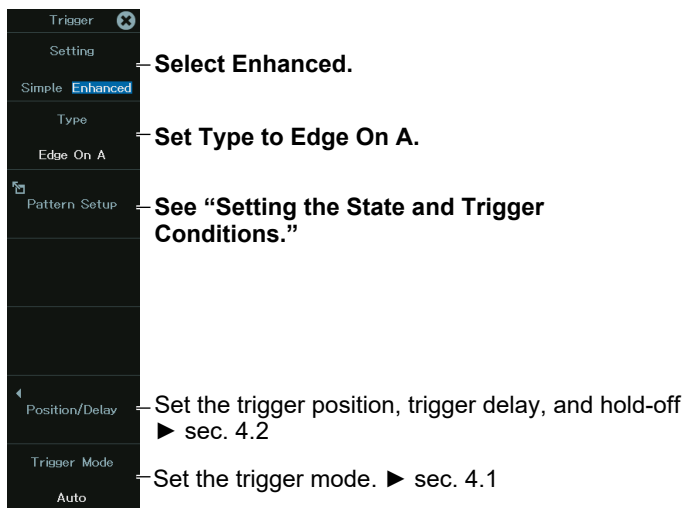 Trigger
Setting
Simple Enhanced
Select Enhanced.
Type
Edge On A
Set Type to Edge On A.
Pattern Setup
See “Setting the State and Trigger
Conditions.”
Position/Delay
Set the trigger position, trigger delay, and hold-off
► sec. 4.2
Trigger Mode
Auto
Set the trigger mode. ► sec. 4.1